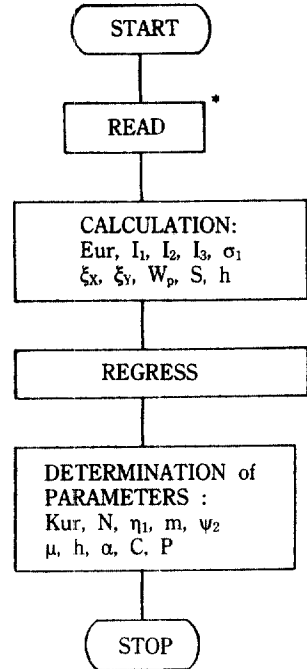 START
READ *
CALCULATION:
Eur, I₁, I₂, I₃, σ₁
ξX, ξY, Wₚ, S, h
REGRESS
DETERMINATION of
PARAMETERS :
Kur, N, η₁, m, ψ₂
μ, h, α, C, P
STOP